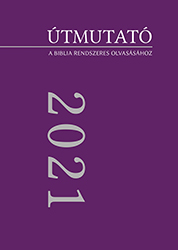 ÚTMUTATÓ
A BIBLIA RENDSZERES OLVASÁSÁHOZ
2021